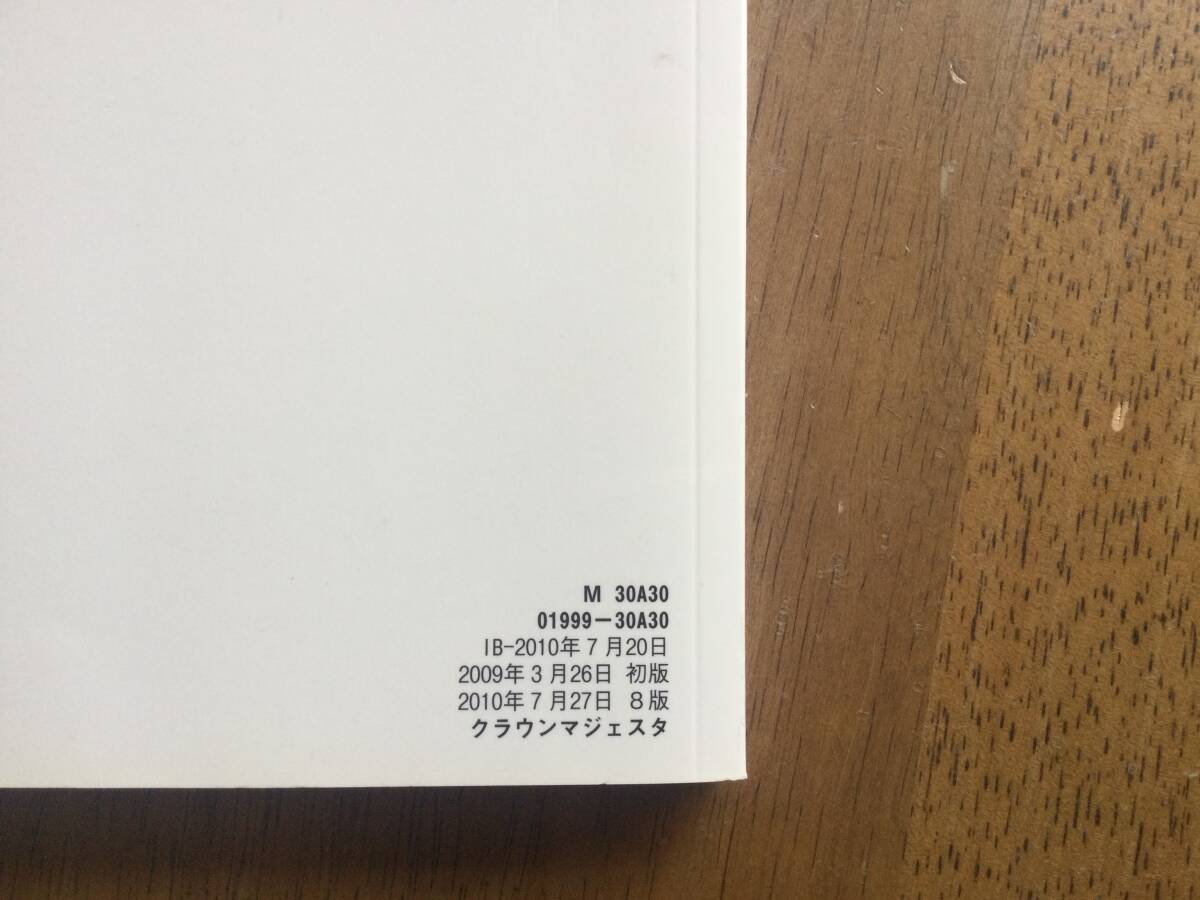 M 30A30
01999-30A30
IB-2010年7月20日
2009年3月26日 初版
2010年7月27日 8版
クラウンマジェスタ